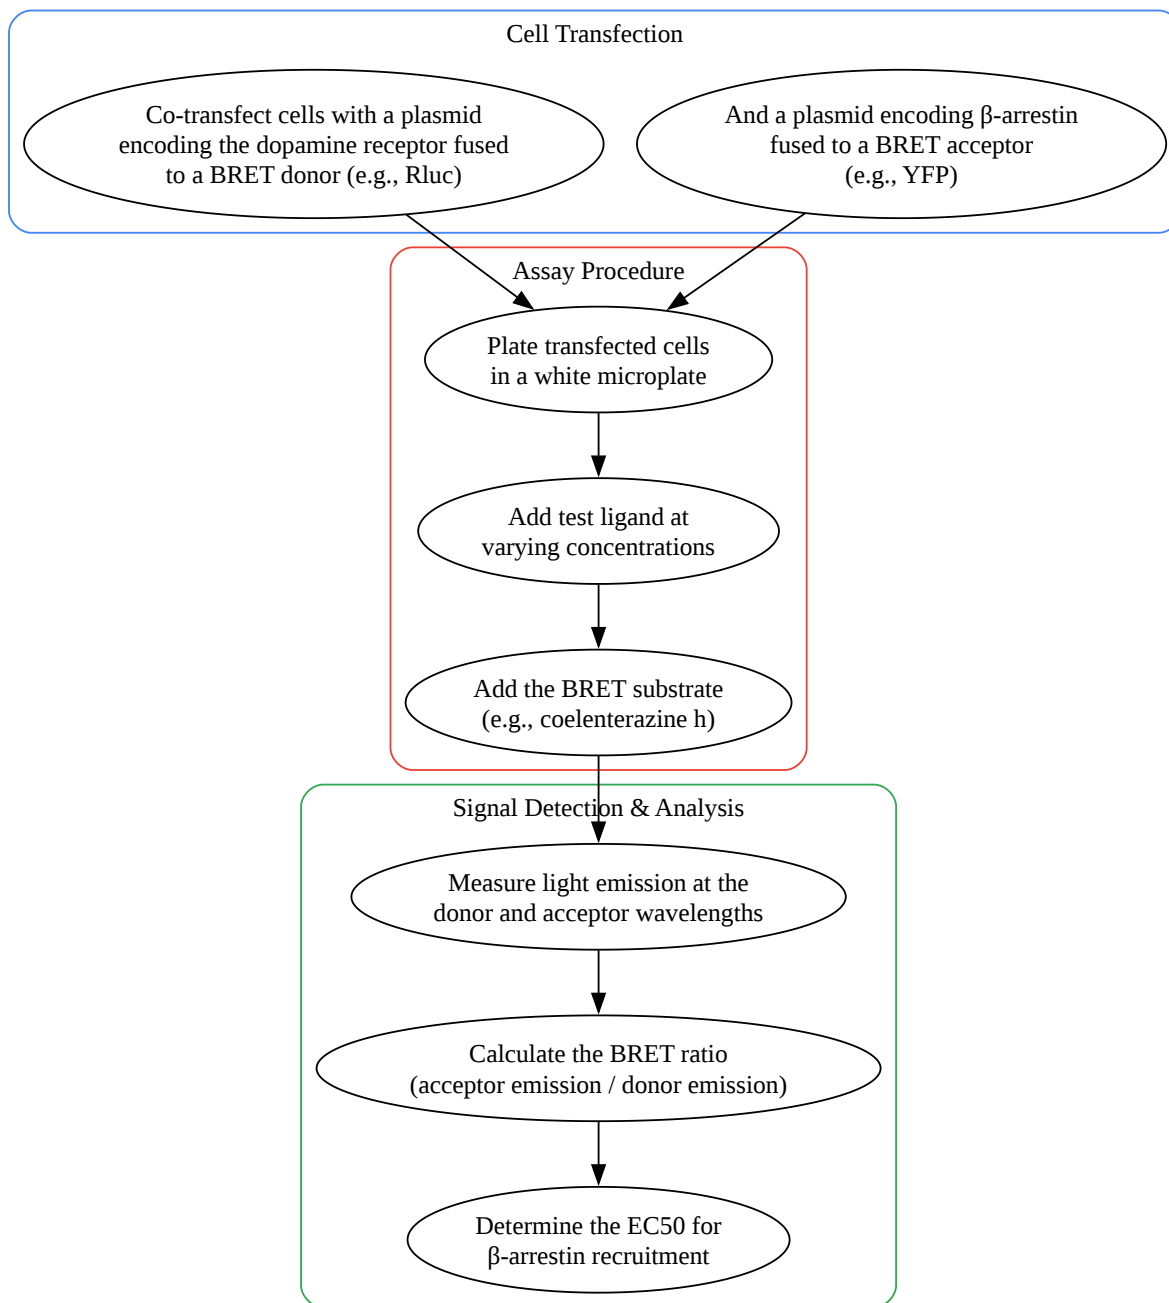 Cell Transfection
Co-transfect cells with a plasmid
encoding the dopamine receptor fused
to a BRET donor (e.g., Rluc)
And a plasmid encoding β-arrestin
fused to a BRET acceptor
(e.g., YFP)
Assay Procedure
Plate transfected cells
in a white microplate
Add test ligand at
varying concentrations
Add the BRET substrate
(e.g., coelenterazine h)
Signal Detection & Analysis
Measure light emission at the
donor and acceptor wavelengths
Calculate the BRET ratio
(acceptor emission / donor emission)
Determine the EC50 for
β-arrestin recruitment